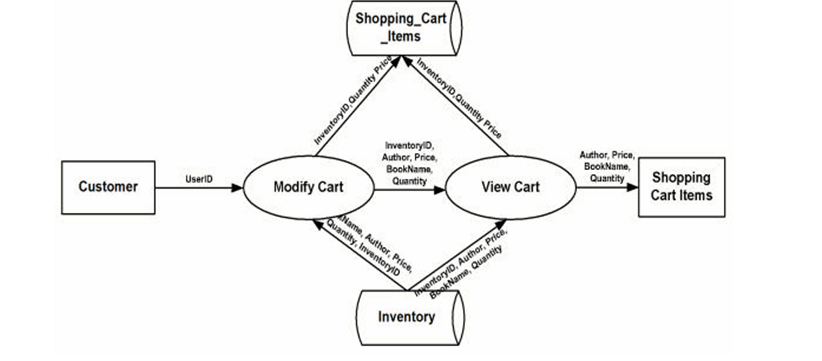 Shopping_Cart
_Items
InventoryID,Quantity Price
InventoryID,Quantity Price
InventoryID,
Author, Price,
BookName,
Quantity
Author, Price,
BookName,
Quantity
Customer
UserID
Modify Cart
View Cart
Shopping
Cart Items
Name, Author, Price,
Quantity, InventoryID
InventoryID, Author, Price,
BookName, Quantity
Inventory